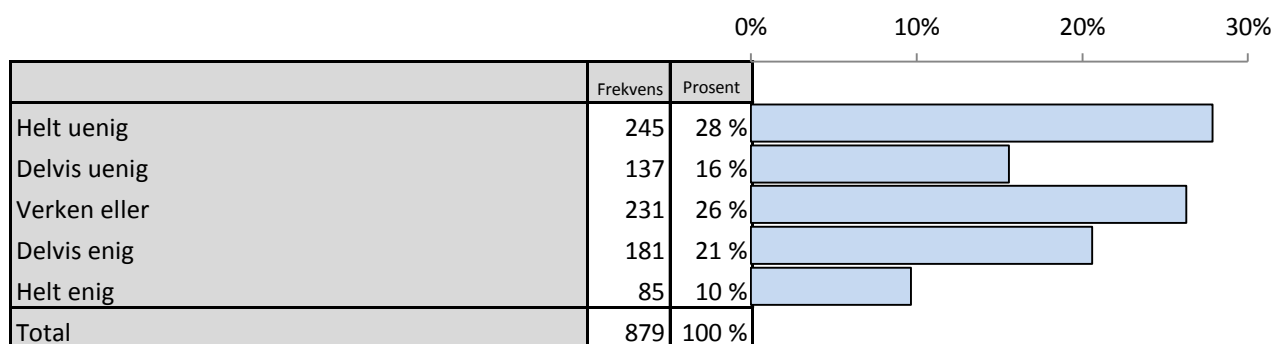 0% 10% 20% 30%
Frekvens Prosent
Helt uenig 245 28 %
Delvis uenig 137 16 %
Verken eller 231 26 %
Delvis enig 181 21 %
Helt enig 85 10 %
Total 879 100 %